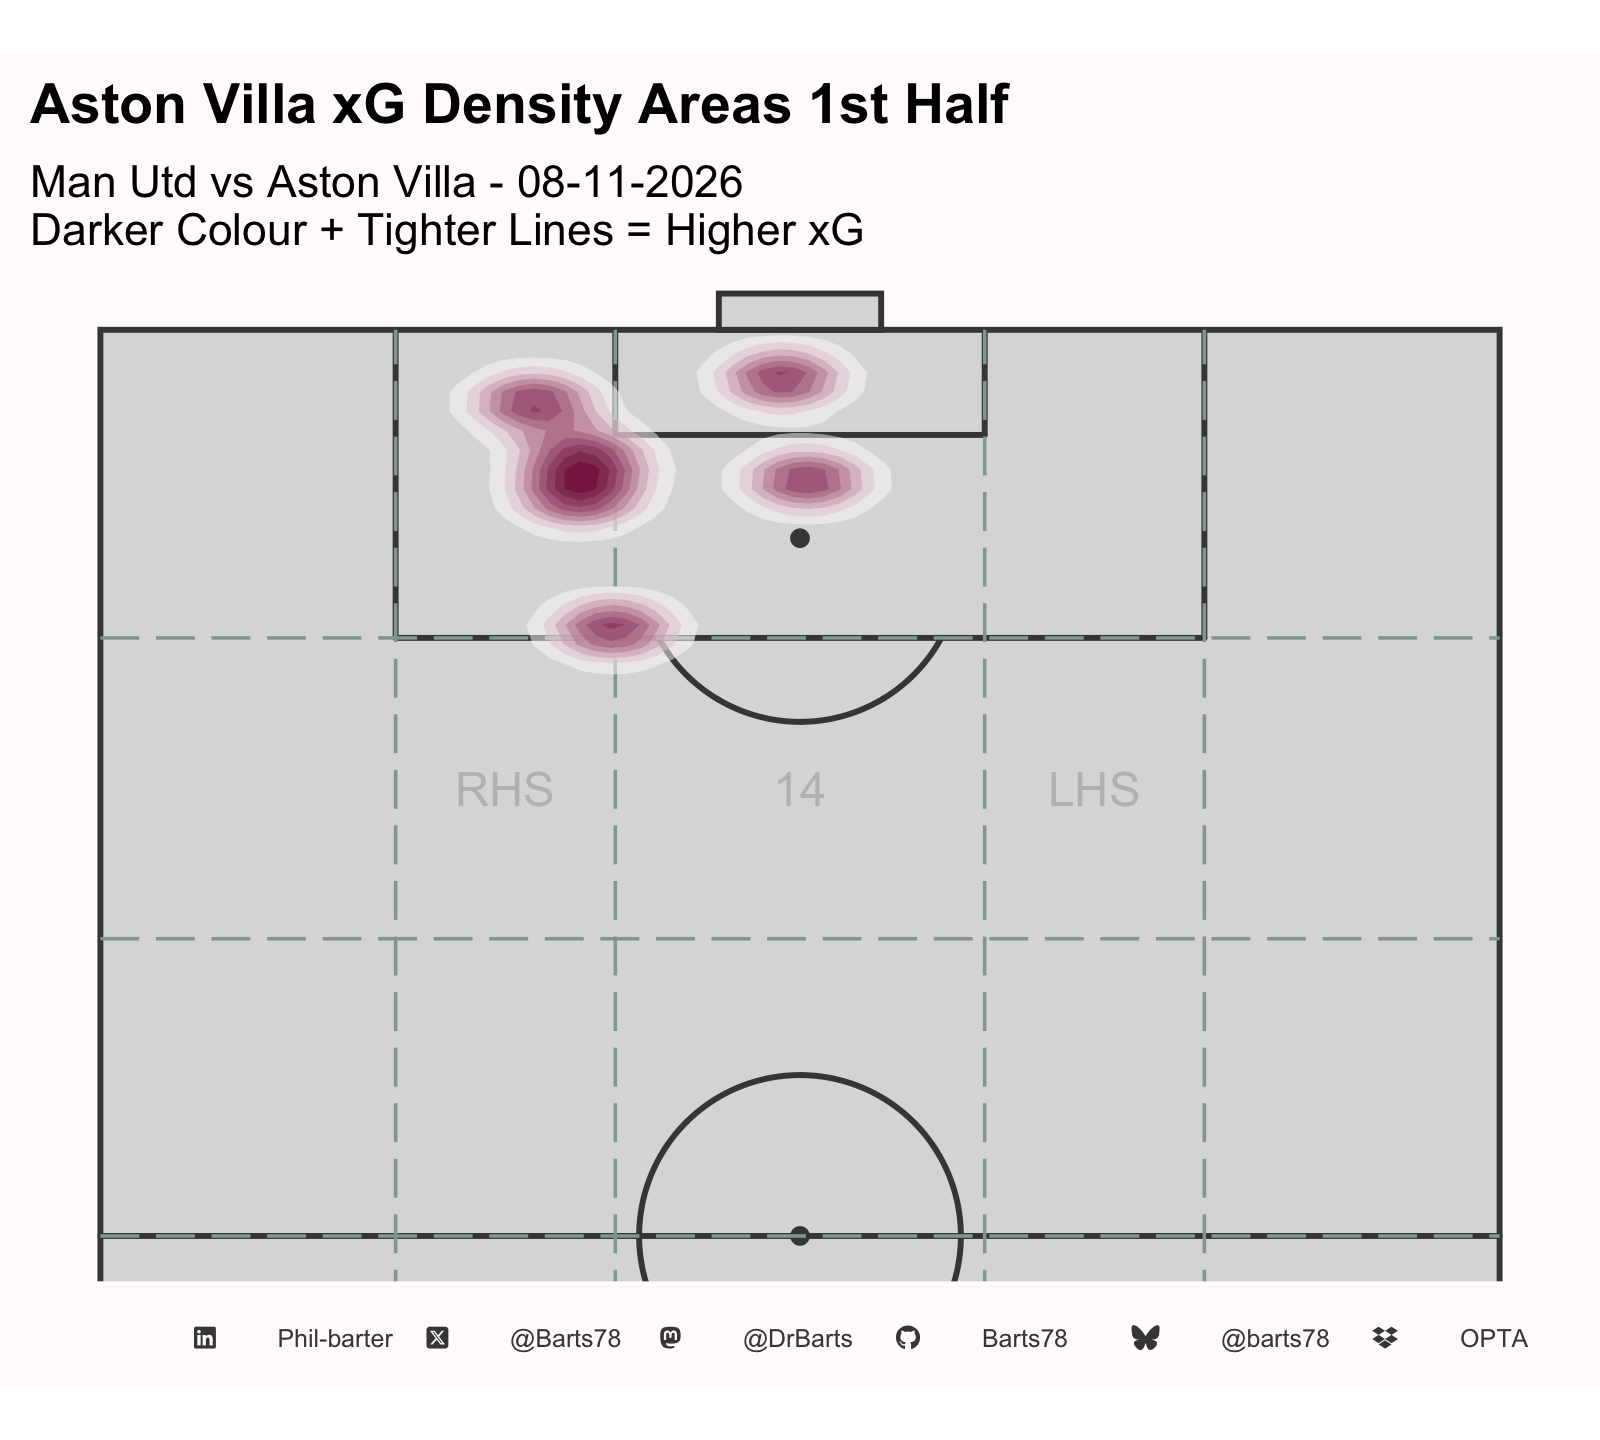 Aston Villa xG Density Areas 1st Half
Man Utd vs Aston Villa - 08-11-2026
Darker Colour + Tighter Lines = Higher xG
RHS 14 LHS
Phil-barter @Barts78 @DrBarts Barts78 @barts78 OPTA